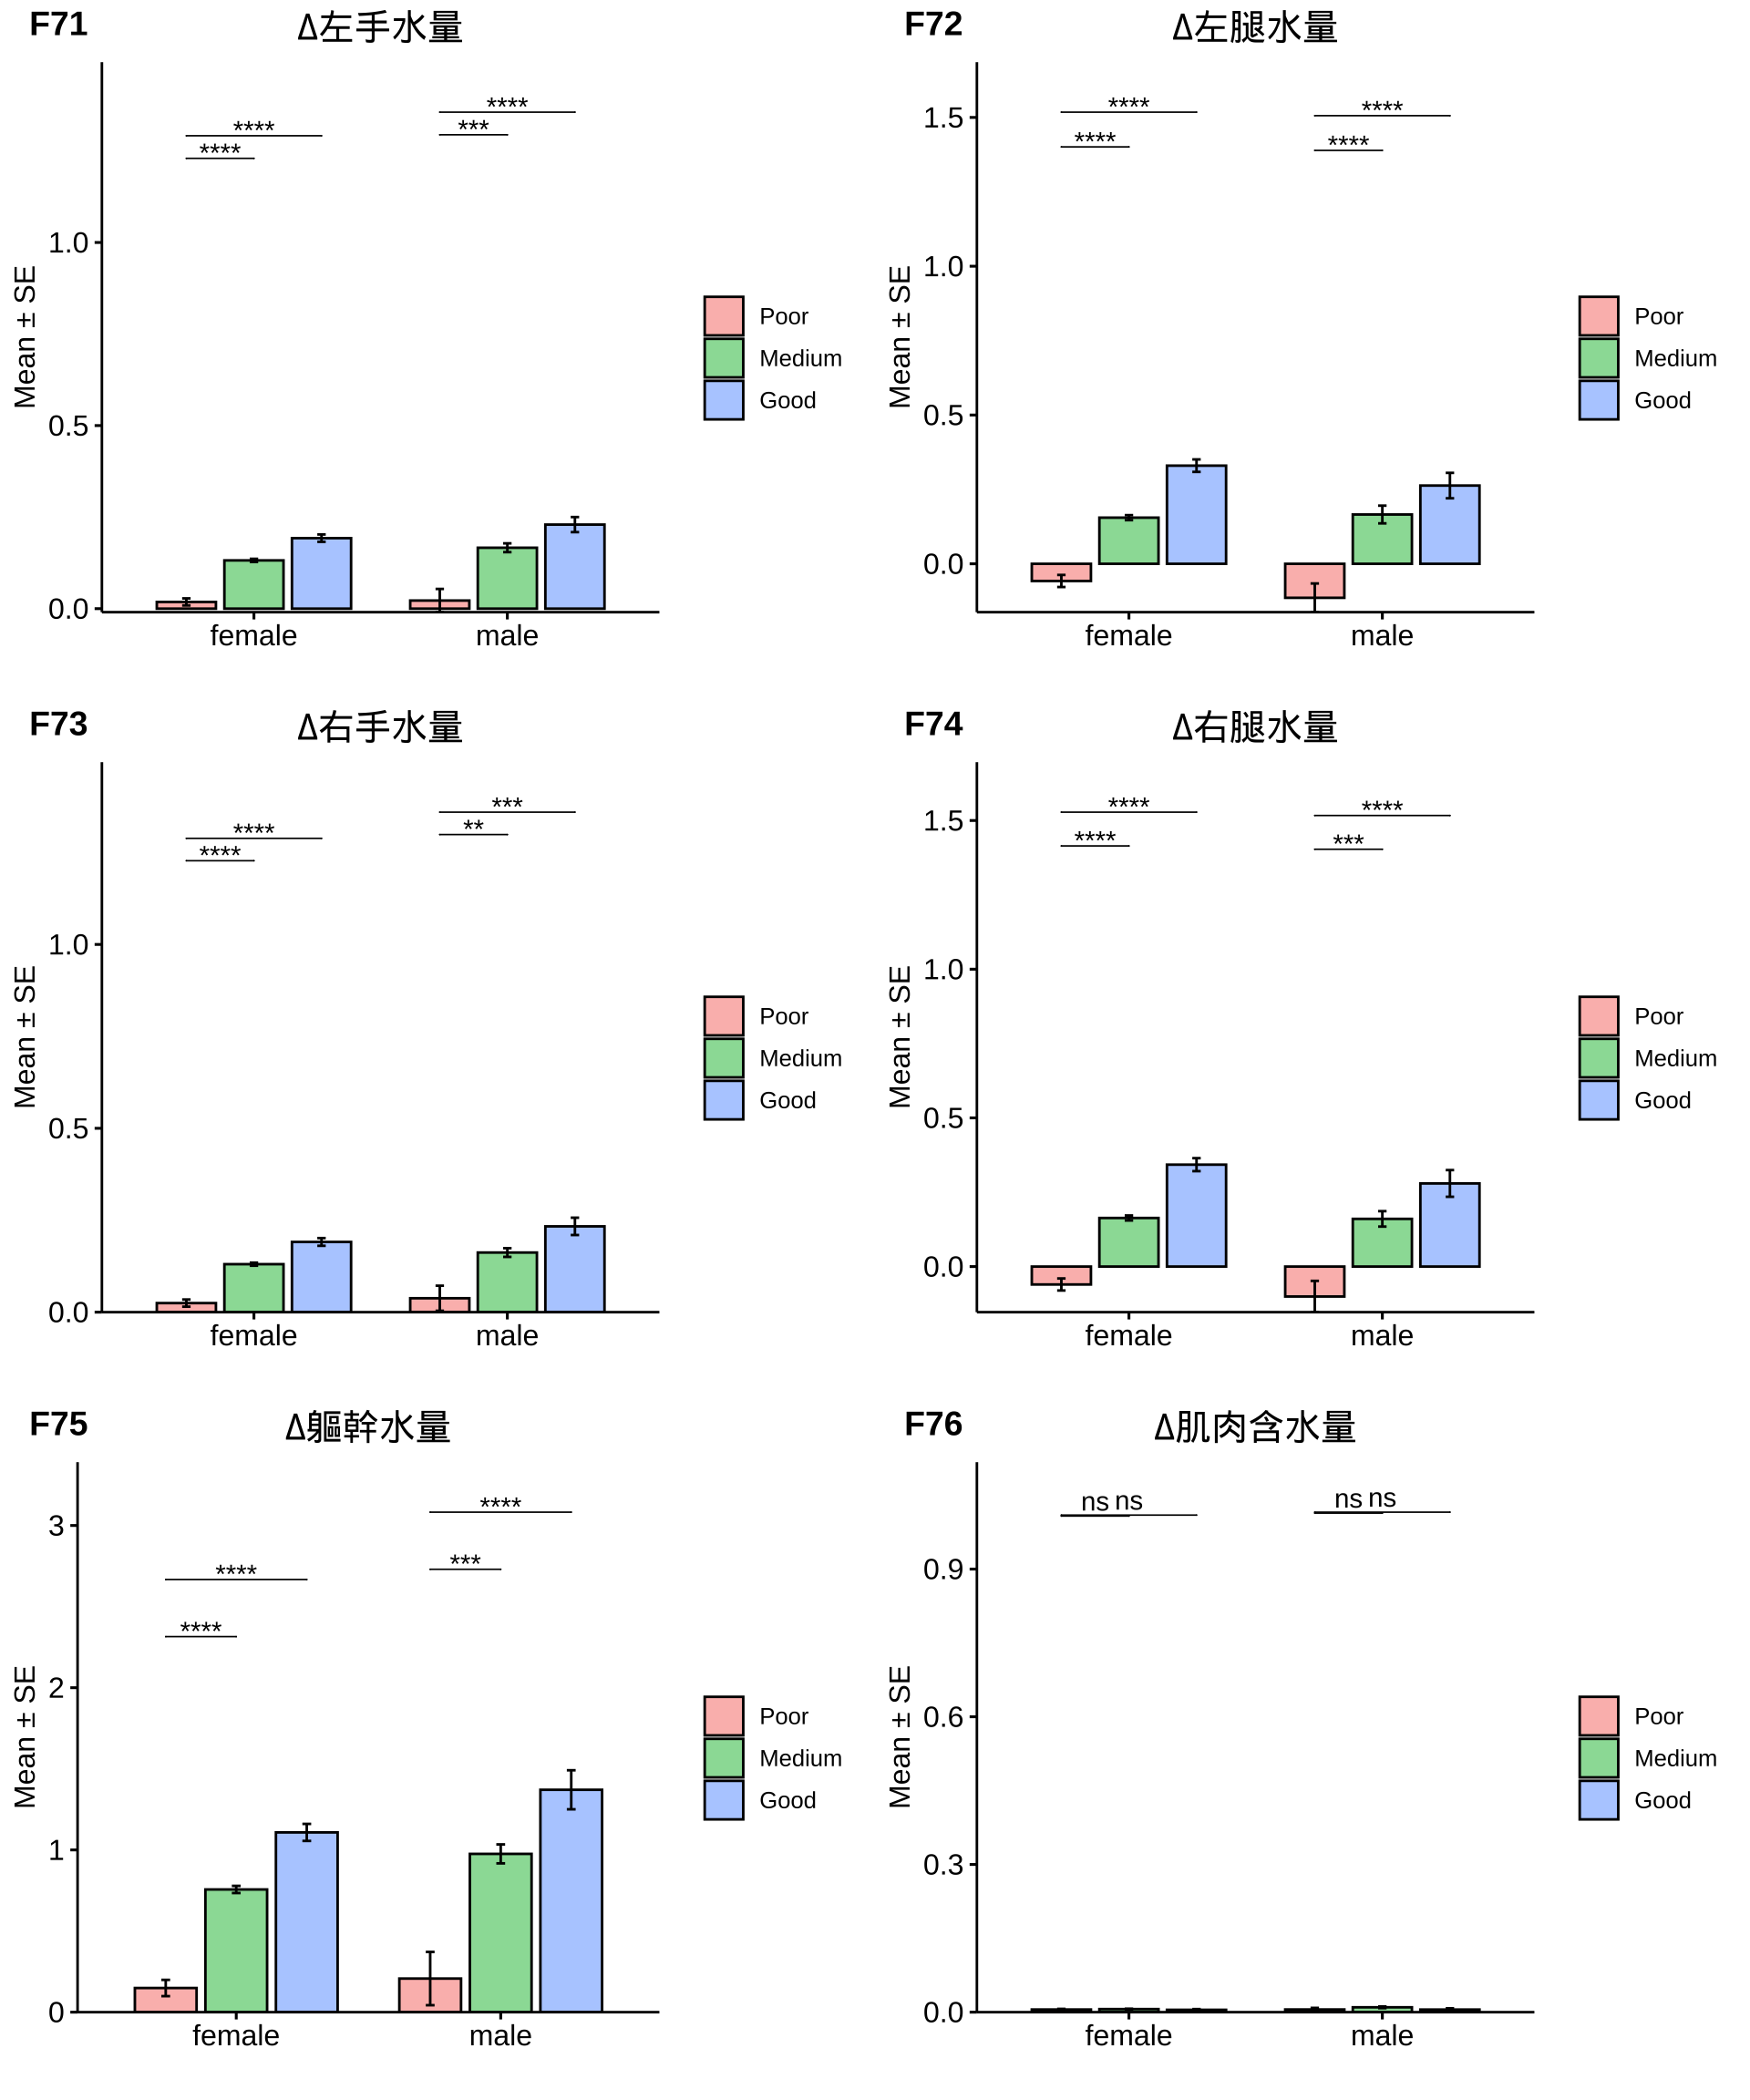 F71 Δ左手水量
**** ****
**** ***
1.0
0.5
0.0
Mean ± SE
female male
Poor
Medium
Good
F72 Δ左腿水量
**** ****
**** ****
1.5
1.0
0.5
0.0
Mean ± SE
female male
Poor
Medium
Good
F73 Δ右手水量
**** ***
**** **
1.0
0.5
0.0
Mean ± SE
female male
Poor
Medium
Good
F74 Δ右腿水量
**** ****
**** ***
1.5
1.0
0.5
0.0
Mean ± SE
female male
Poor
Medium
Good
F75 Δ軀幹水量
**** ****
**** ***
3
2
1
0
Mean ± SE
female male
Poor
Medium
Good
F76 Δ肌肉含水量
ns ns ns ns
0.9
0.6
0.3
0.0
Mean ± SE
female male
Poor
Medium
Good